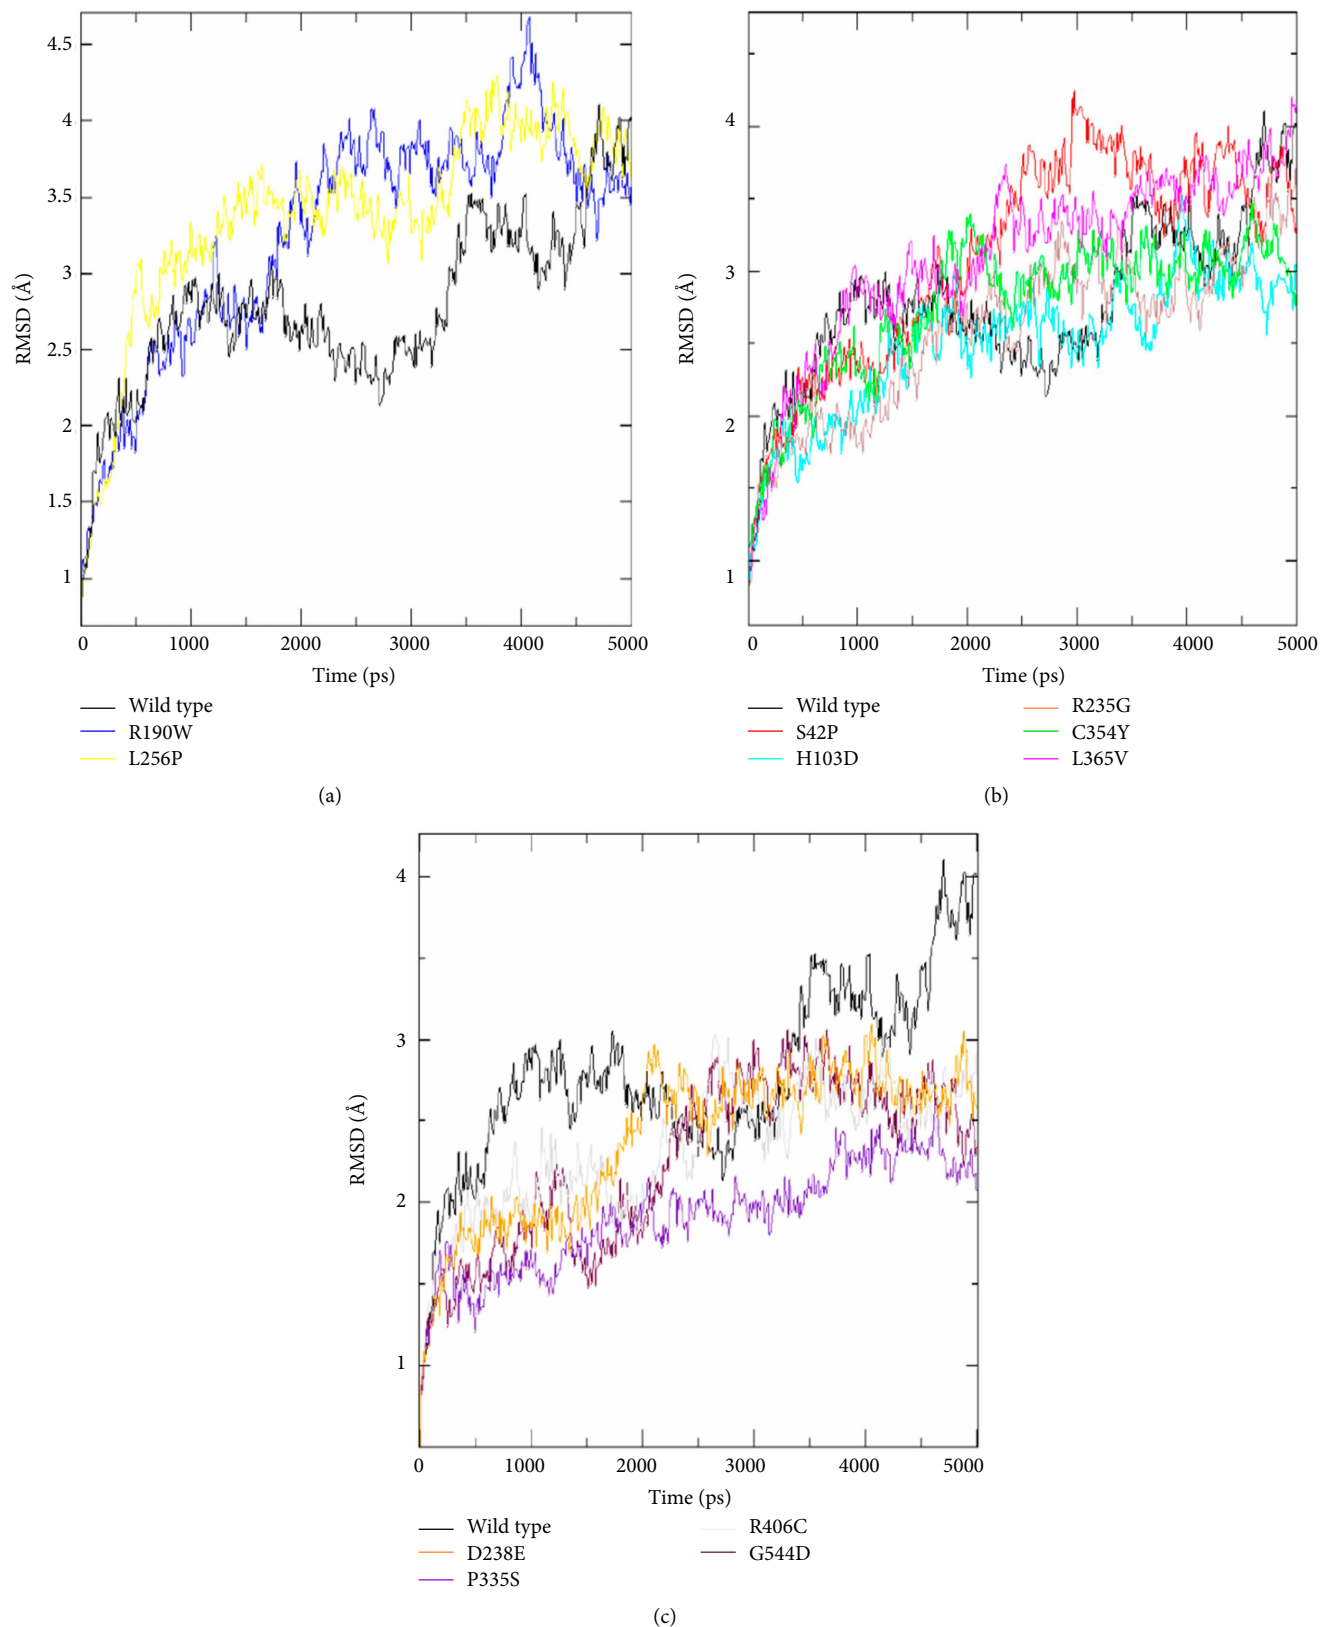 4.5
4
3.5
3
2.5
2
1.5
1
RMSD (Å)
0 1000 2000 3000 4000 5000
Time (ps)
Wild type
R190W
L256P
(a)
4
3
2
1
RMSD (Å)
0 1000 2000 3000 4000 5000
Time (ps)
Wild type
S42P
H103D
R235G
C354Y
L365V
(b)
4
3
2
1
RMSD (Å)
0 1000 2000 3000 4000 5000
Time (ps)
Wild type
D238E
P335S
R406C
G544D
(c)